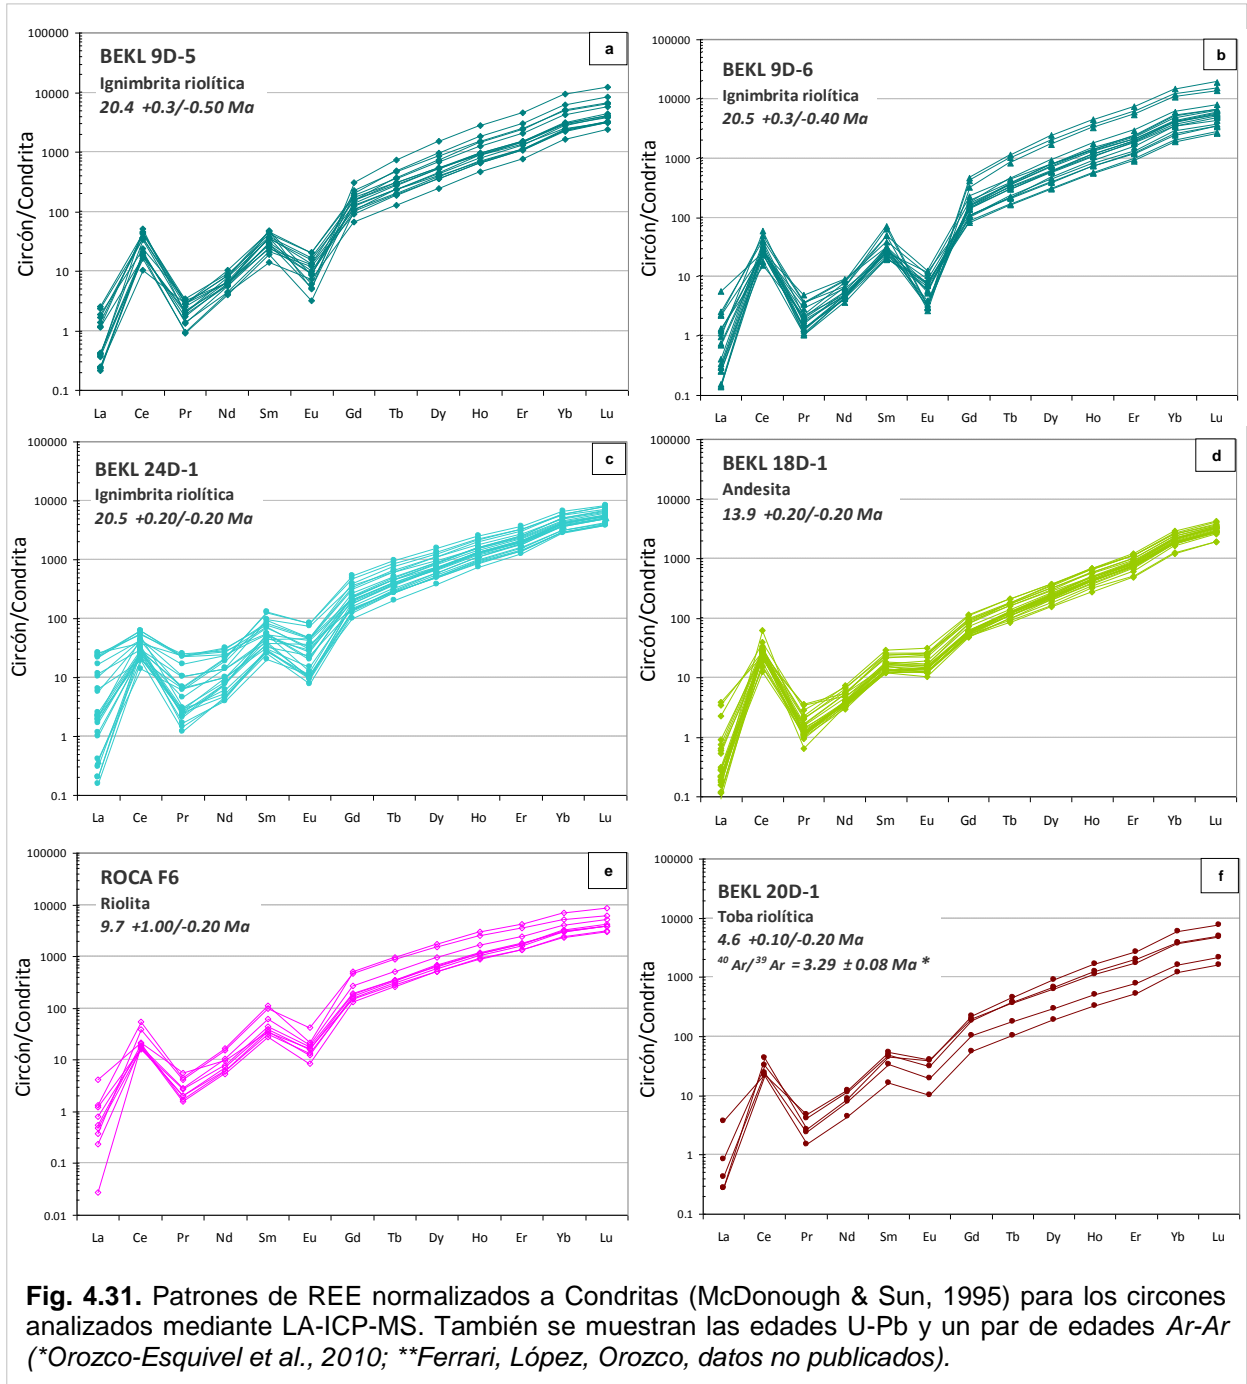 a
BEKL 9D-5
Ignimbrita riolítica
20.4 +0.3/-0.50 Ma
Circón/Condrita
100000
10000
1000
100
10
1
0.1
La Ce Pr Nd Sm Eu Gd Tb Dy Ho Er Yb Lu
b
BEKL 9D-6
Ignimbrita riolítica
20.5 +0.3/-0.40 Ma
Circón/Condrita
100000
10000
1000
100
10
1
0.1
La Ce Pr Nd Sm Eu Gd Tb Dy Ho Er Yb Lu
c
BEKL 24D-1
Ignimbrita riolítica
20.5 +0.20/-0.20 Ma
Circón/Condrita
100000
10000
1000
100
10
1
0.1
La Ce Pr Nd Sm Eu Gd Tb Dy Ho Er Yb Lu
d
BEKL 18D-1
Andesita
13.9 +0.20/-0.20 Ma
Circón/Condrita
100000
10000
1000
100
10
1
0.1
La Ce Pr Nd Sm Eu Gd Tb Dy Ho Er Yb Lu
e
ROCA F6
Riolita
9.7 +1.00/-0.20 Ma
Circón/Condrita
100000
10000
1000
100
10
1
0.1
0.01
La Ce Pr Nd Sm Eu Gd Tb Dy Ho Er Yb Lu
f
BEKL 20D-1
Toba riolítica
4.6 +0.10/-0.20 Ma
40 Ar/39 Ar = 3.29 ± 0.08 Ma *
Circón/Condrita
100000
10000
1000
100
10
1
0.1
La Ce Pr Nd Sm Eu Gd Tb Dy Ho Er Yb Lu
Fig. 4.31. Patrones de REE normalizados a Condritas (McDonough & Sun, 1995) para los circones
analizados mediante LA-ICP-MS. También se muestran las edades U-Pb y un par de edades Ar-Ar
(*Orozco-Esquivel et al., 2010; **Ferrari, López, Orozco, datos no publicados).